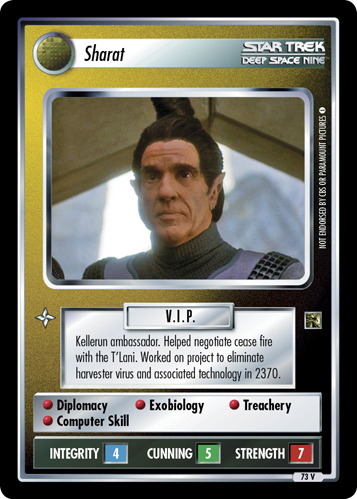 Sharat
STAR TREK
DEEP SPACE NINE
NOT ENDORSED BY CBS OR PARAMOUNT PICTURES
V.I.P.
Kellerun ambassador. Helped negotiate cease fire
with the T'Lani. Worked on project to eliminate
harvester virus and associated technology in 2370.
Diplomacy Exobiology Treachery
Computer Skill
INTEGRITY 4 CUNNING 5 STRENGTH 7
73 V